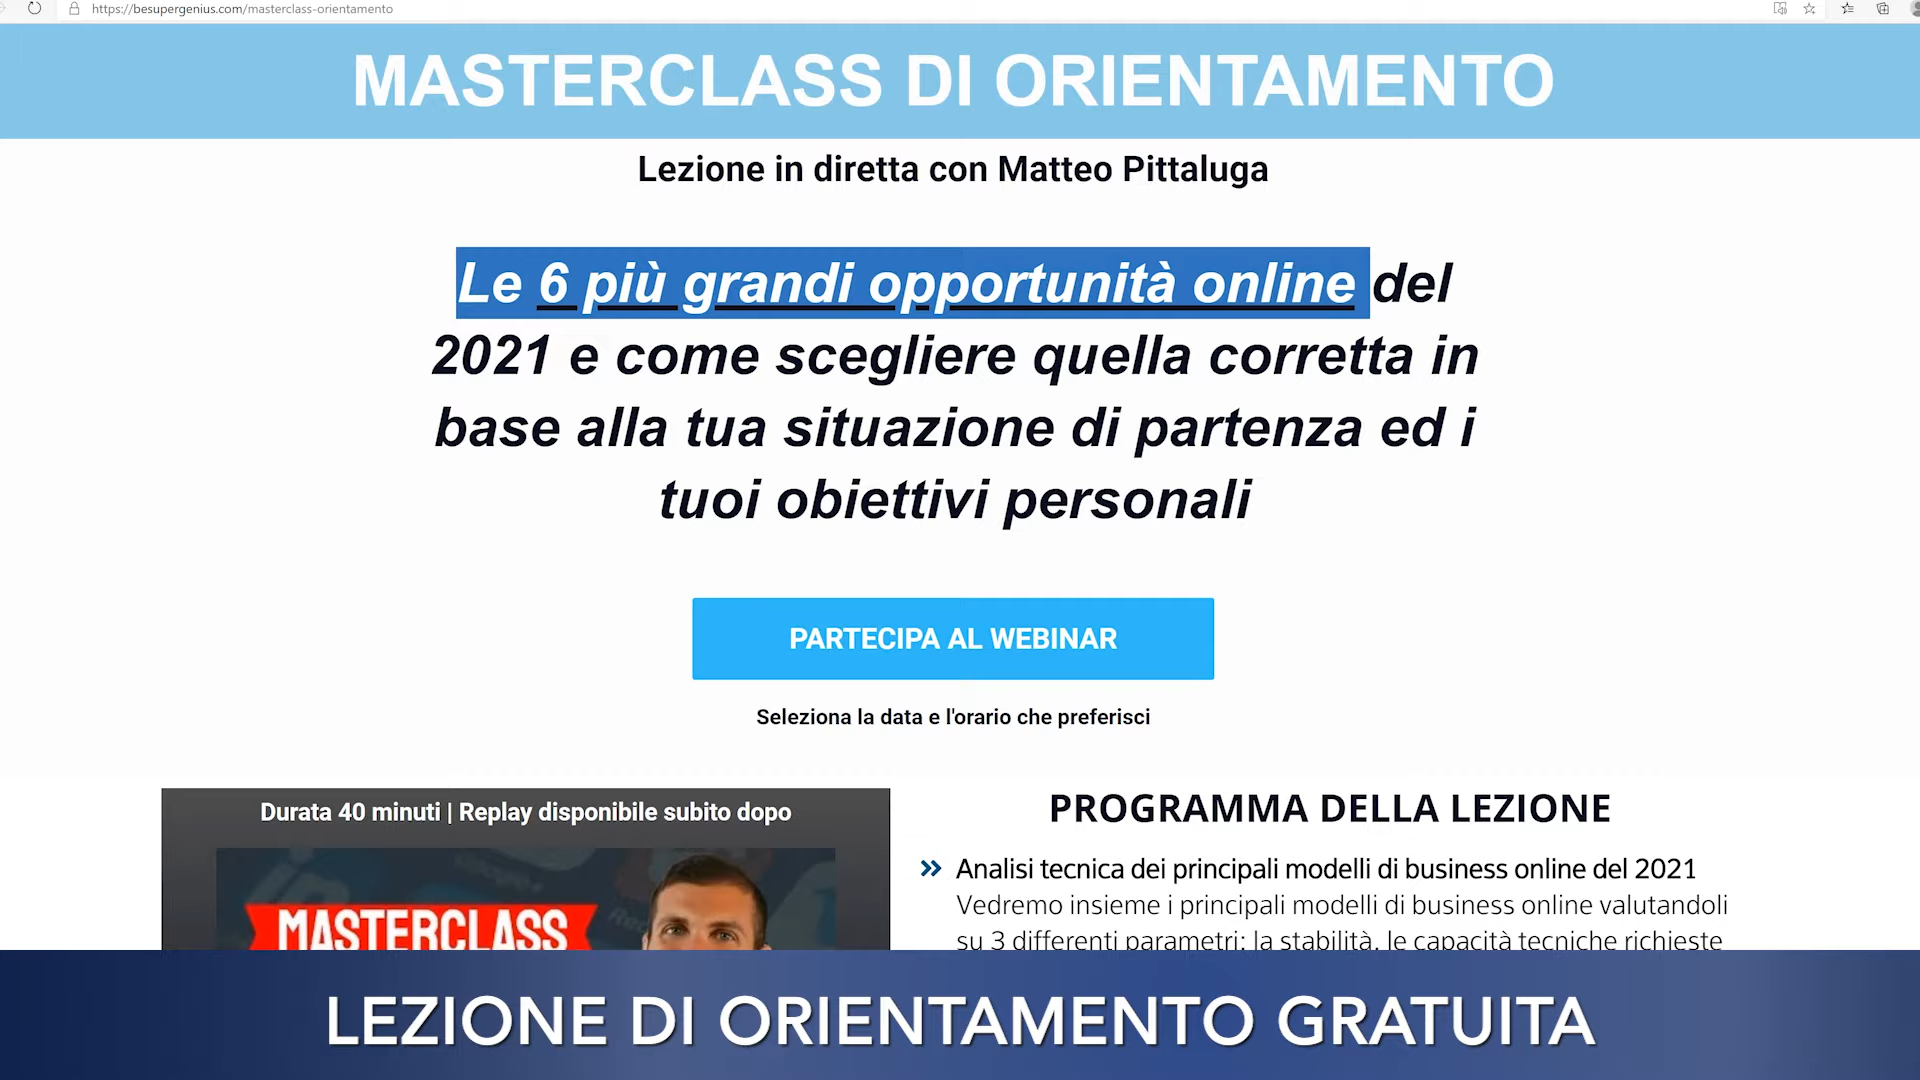 https://besupergenius.com/masterclass-orientamento
MASTERCLASS DI ORIENTAMENTO
Lezione in diretta con Matteo Pittaluga
Le 6 più grandi opportunità online del
2021 e come scegliere quella corretta in
base alla tua situazione di partenza ed i
tuoi obiettivi personali
PARTECIPA AL WEBINAR
Seleziona la data e l'orario che preferisci
Durata 40 minuti | Replay disponibile subito dopo
MASTERCLASS
PROGRAMMA DELLA LEZIONE
Analisi tecnica dei principali modelli di business online del 2021
Vedremo insieme i principali modelli di business online valutandoli
su 3 differenti parametri: la stabilità, le capacità tecniche richieste
LEZIONE DI ORIENTAMENTO GRATUITA